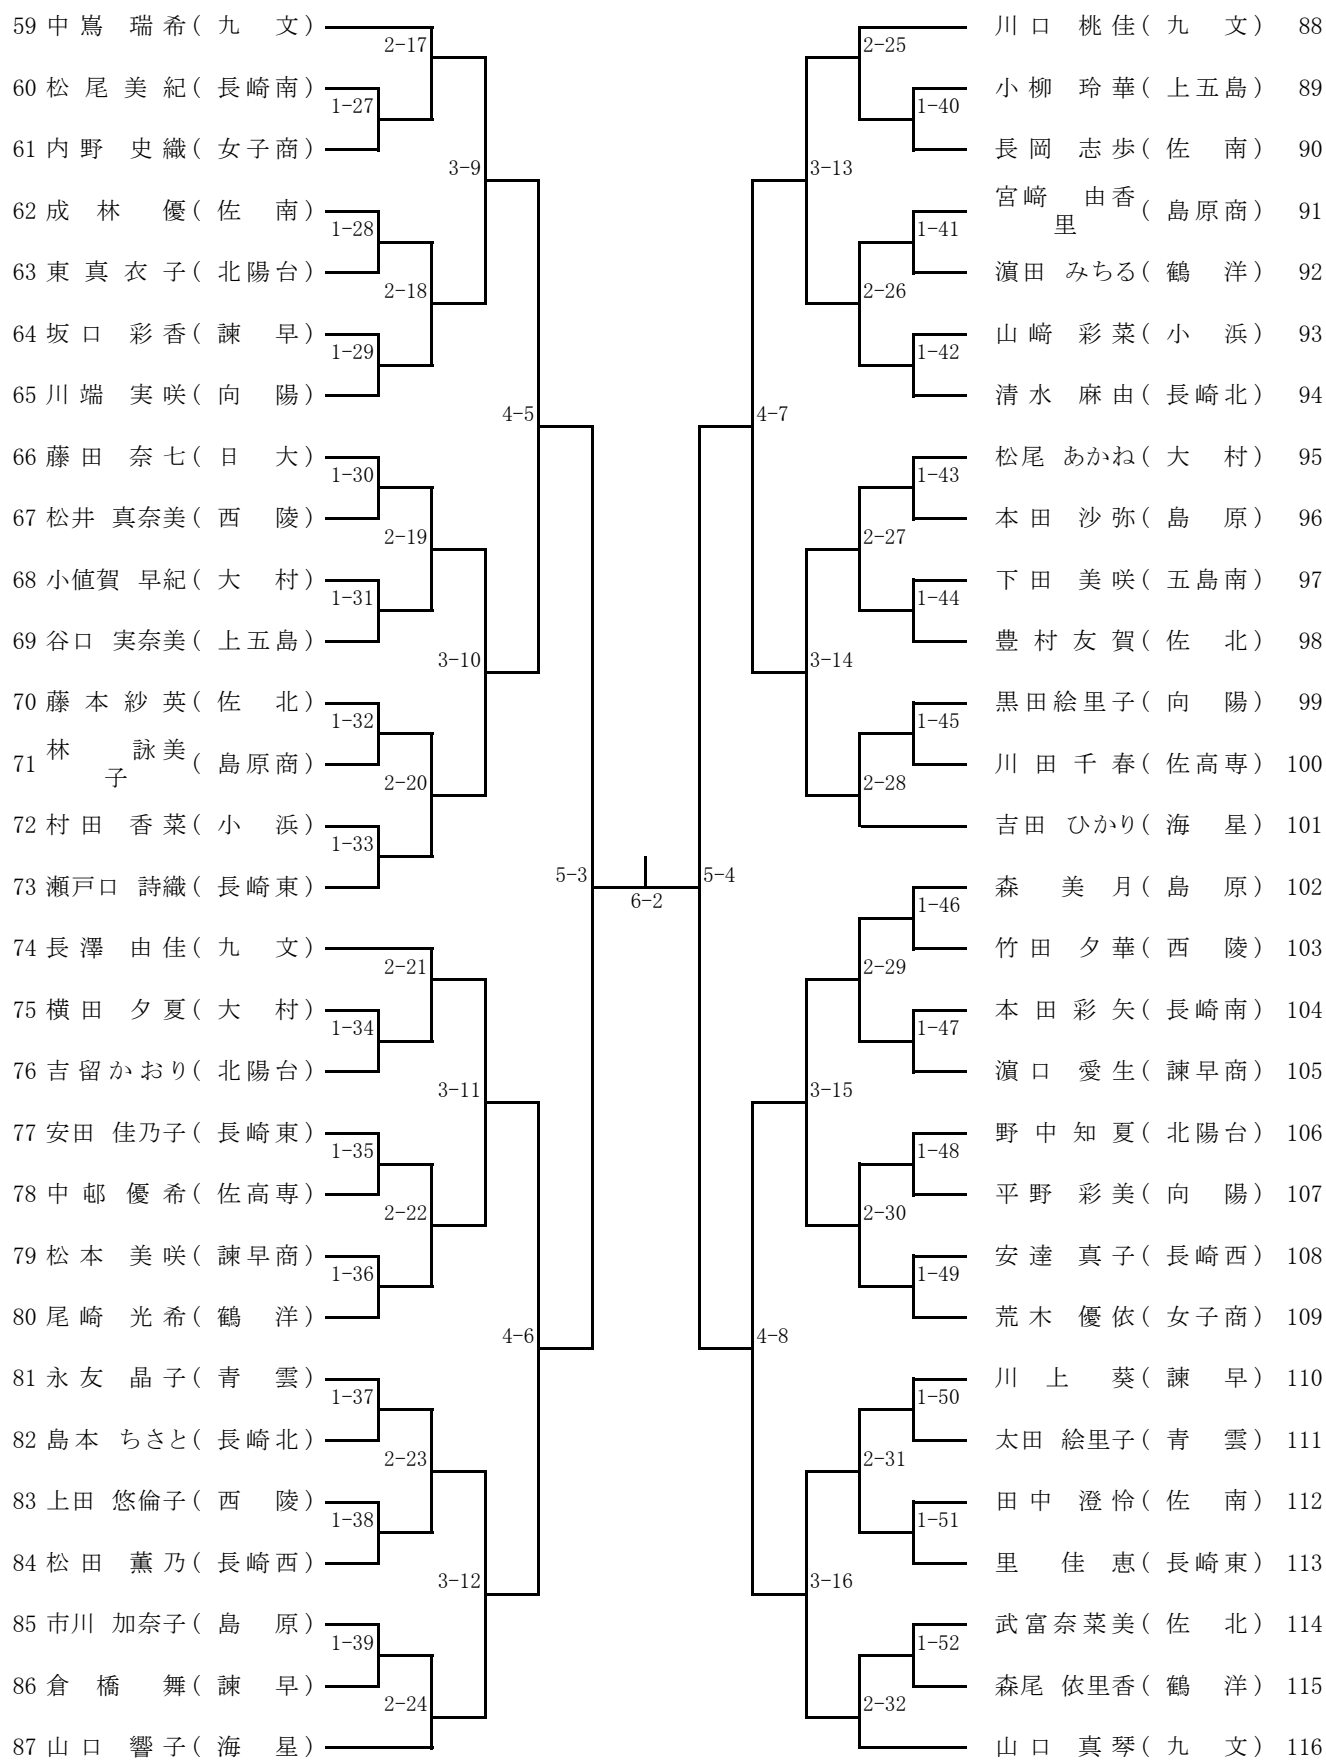 59 中嶌 瑞希(九 文)
2-17
60 松尾美紀(長崎南)
1-27
61 内野 史織(女子商)
3-9
62 成林 優(佐 南)
1-28
63 東真衣子(北陽台)
2-18
64 坂口 彩香(諫 早)
1-29
65 川端 実咲(向 陽)
4-5
66 藤田 奈七(日 大)
1-30
67 松井 真奈美(西 陵)
2-19
68 小値賀 早紀(大 村)
1-31
69 谷口 実奈美(上五島)
3-10
70 藤本紗英(佐 北)
1-32
71 林 詠美子(島原商)
2-20
72 村田 香菜(小 浜)
1-33
73 瀬戸口 詩織(長崎東)
5-3
74 長澤 由佳(九 文)
2-21
75 横田 夕夏(大 村)
1-34
76 吉留かおり(北陽台)
3-11
77 安田 佳乃子(長崎東)
1-35
78 中邨 優希(佐高専)
2-22
79 松本 美咲(諫早商)
1-36
80 尾崎 光希(鶴 洋)
4-6
81 永友 晶子(青 雲)
1-37
82 島本 ちさと(長崎北)
2-23
83 上田 悠倫子(西 陵)
1-38
84 松田 薫乃(長崎西)
3-12
85 市川 加奈子(島 原)
1-39
86 倉橋 舞(諫 早)
2-24
87 山口 響子(海 星)
6-2
川口 桃佳(九 文) 88
2-25
小柳 玲華(上五島) 89
1-40
長岡 志歩(佐 南) 90
3-13
宮﨑 由香里(島原商) 91
1-41
濵田 みちる(鶴 洋) 92
2-26
山﨑 彩菜(小 浜) 93
1-42
清水 麻由(長崎北) 94
4-7
松尾 あかね(大 村) 95
1-43
本田 沙弥(島 原) 96
2-27
下田 美咲(五島南) 97
1-44
豊村友賀(佐 北) 98
3-14
黒田絵里子(向 陽) 99
1-45
川田千春(佐高専) 100
2-28
吉田 ひかり(海 星) 101
5-4
森 美月(島 原) 102
1-46
竹田 夕華(西 陵) 103
2-29
本田彩矢(長崎南) 104
1-47
濵口 愛生(諫早商) 105
3-15
野中知夏(北陽台) 106
1-48
平野 彩美(向 陽) 107
2-30
安達 真子(長崎西) 108
1-49
荒木 優依(女子商) 109
4-8
川上 葵(諫 早) 110
1-50
太田 絵里子(青 雲) 111
2-31
田中 澄怜(佐 南) 112
1-51
里 佳恵(長崎東) 113
3-16
武富奈菜美(佐 北) 114
1-52
森尾 依里香(鶴 洋) 115
2-32
山口 真琴(九 文) 116